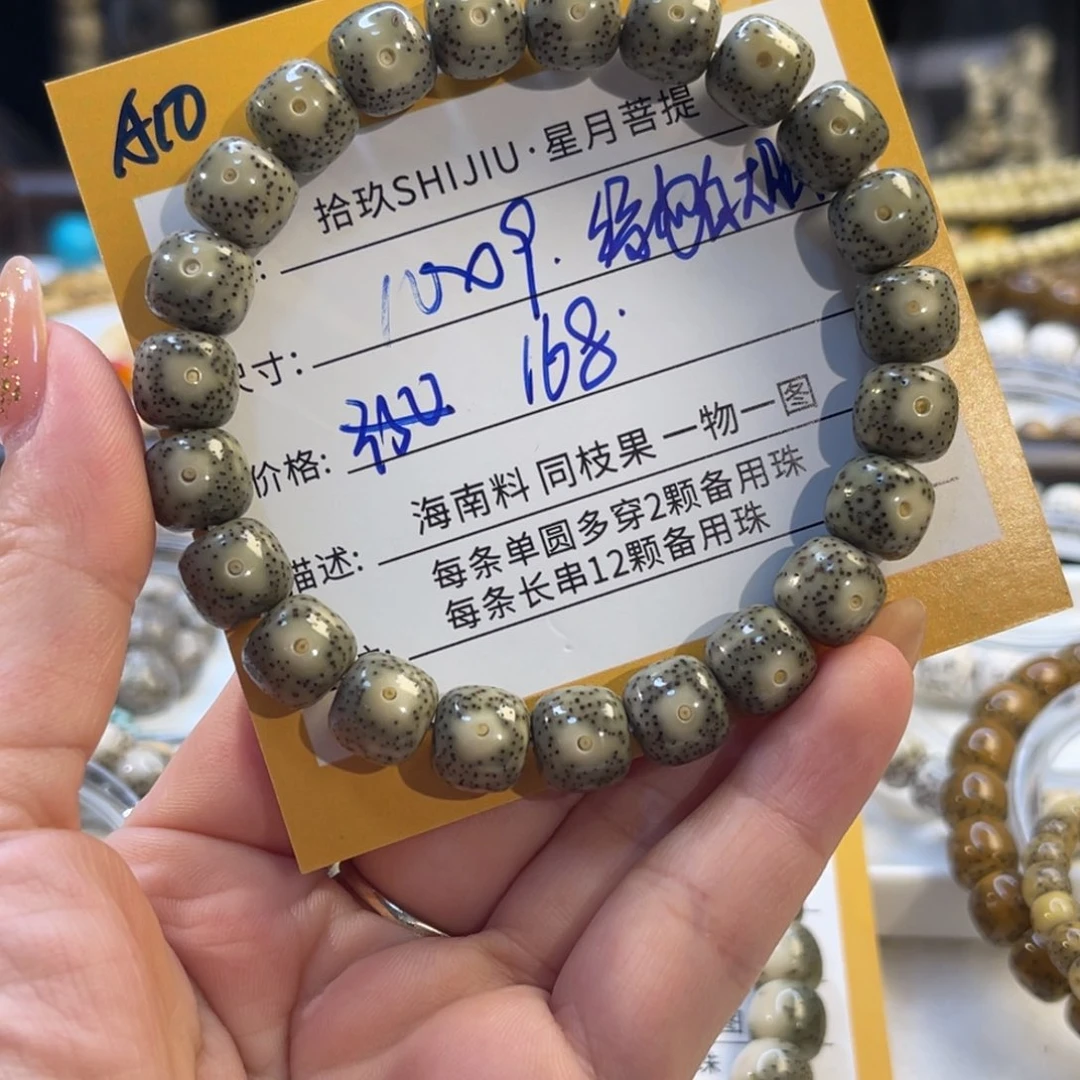 A10
拾玖SHIJIU·星月菩提
10x9.
尺寸:
168.
价格:
海南料 同枝果 一物一图
描述:
每条单圆多穿2颗备用珠
每条长串12颗备用珠